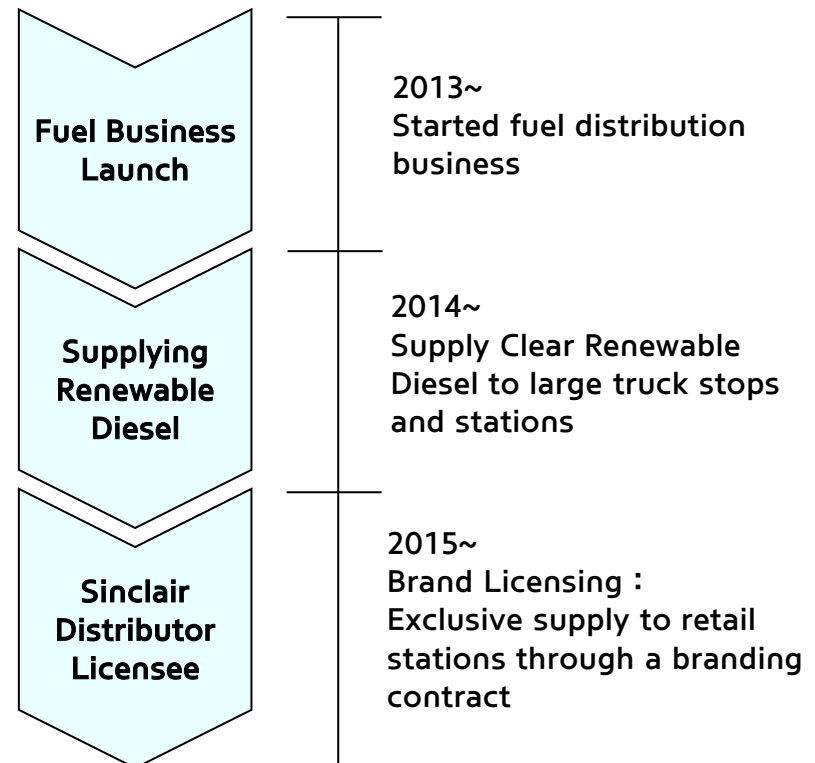 Fuel Business
Launch
2013~
Started fuel distribution
business
Supplying
Renewable
Diesel
2014~
Supply Clear Renewable
Diesel to large truck stops
and stations
Sinclair
Distributor
Licensee
2015~
Brand Licensing :
Exclusive supply to retail
stations through a branding
contract